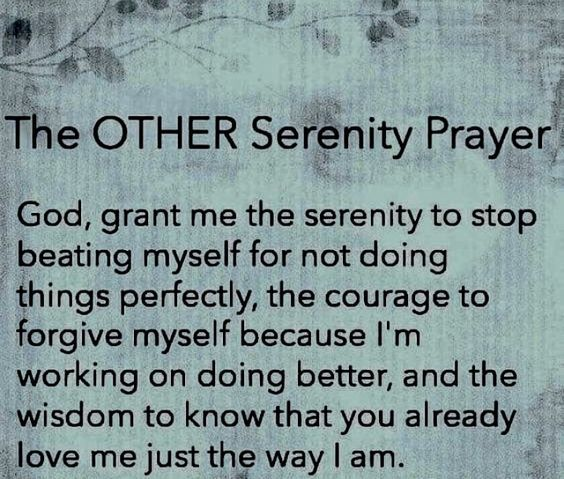 The OTHER Serenity Prayer
God, grant me the serenity to stop
beating myself for not doing
things perfectly, the courage to
forgive myself because I'm
working on doing better, and the
wisdom to know that you already
love me just the way I am.